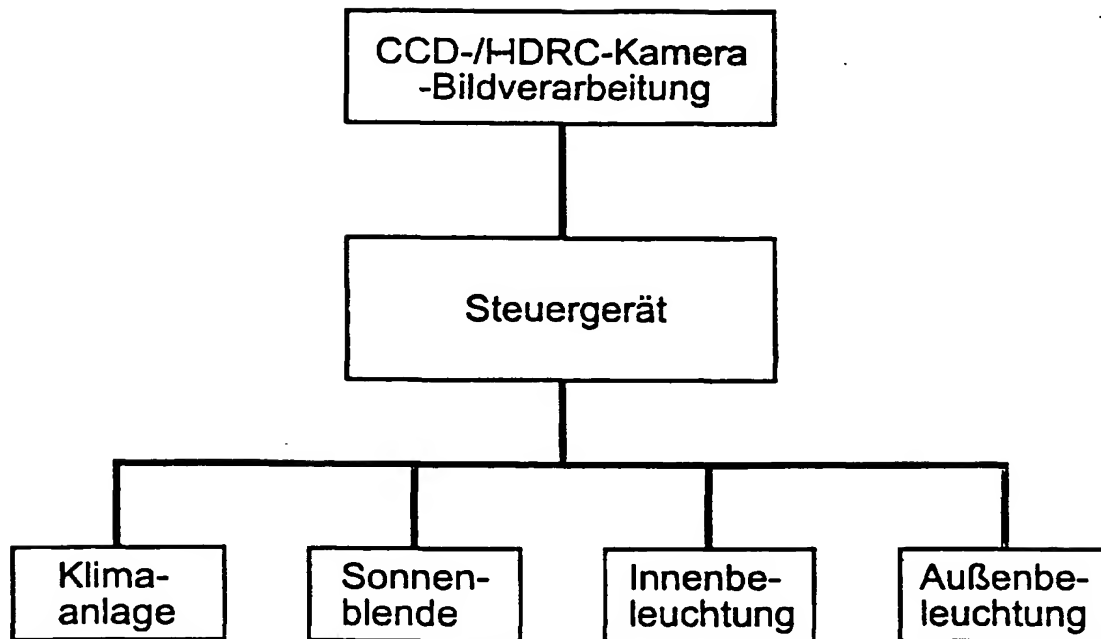 CCD-/HDRC-Kamera
-Bildverarbeitung
Steuergerät
Klima-
anlage
Sonnen-
blende
Innenbe-
leuchtung
Außenbe-
leuchtung